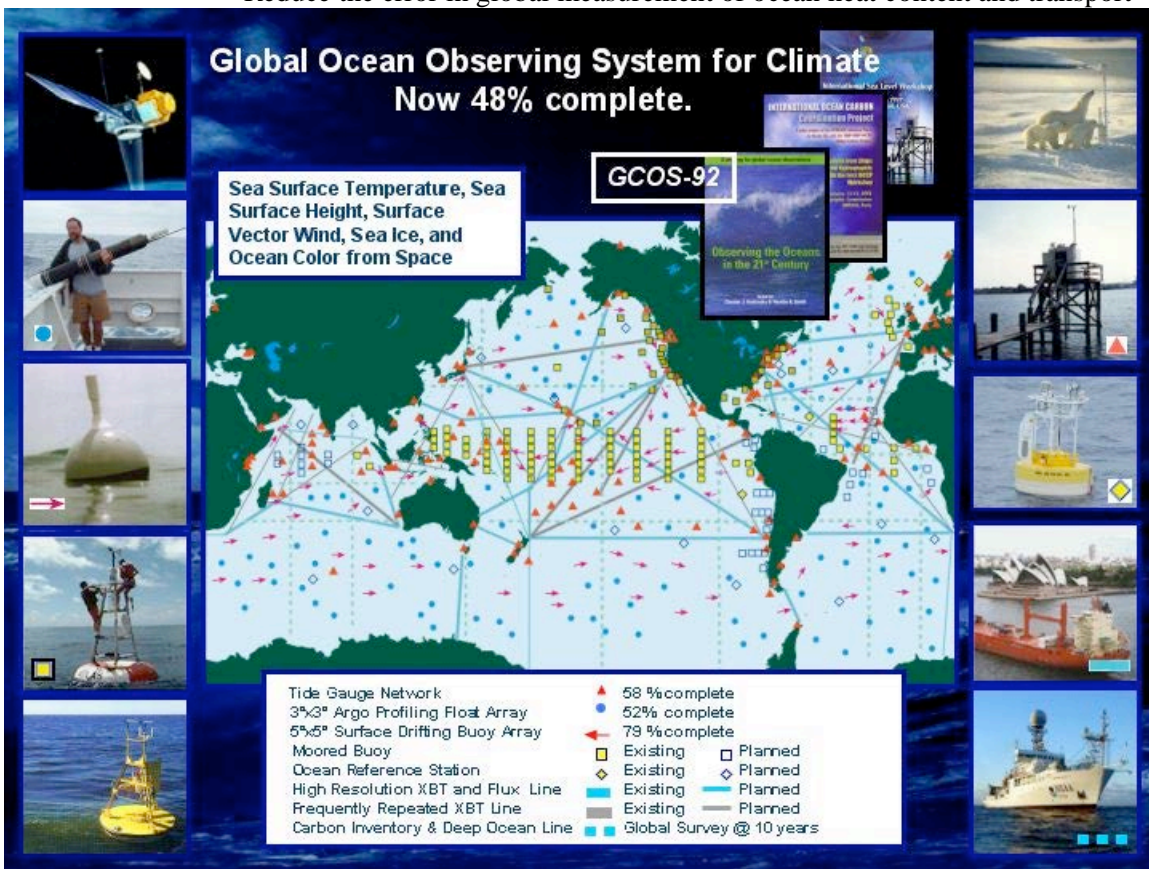 Reduce the error in global measurement of ocean heat content and transport
Global Ocean Observing System for Climate
Now 48% complete.
International Sea Level Workshop
INTERNATIONAL OCEAN CARBON
Coordination Project
GCOS-92
Sea Surface Temperature, Sea
Surface Height, Surface
Vector Wind, Sea Ice, and
Ocean Color from Space
Observing the Oceans
in the 21st Century
Tide Gauge Network 58 % complete
3°x3° Argo Profiling Float Array 52% complete
5°x5° Surface Drifting Buoy Array 79 % complete
Moored Buoy Existing Planned
Ocean Reference Station Existing Planned
High Resolution XBT and Flux Line Existing Planned
Frequently Repeated XBT Line Existing Planned
Carbon Inventory & Deep Ocean Line Global Survey @ 10 years